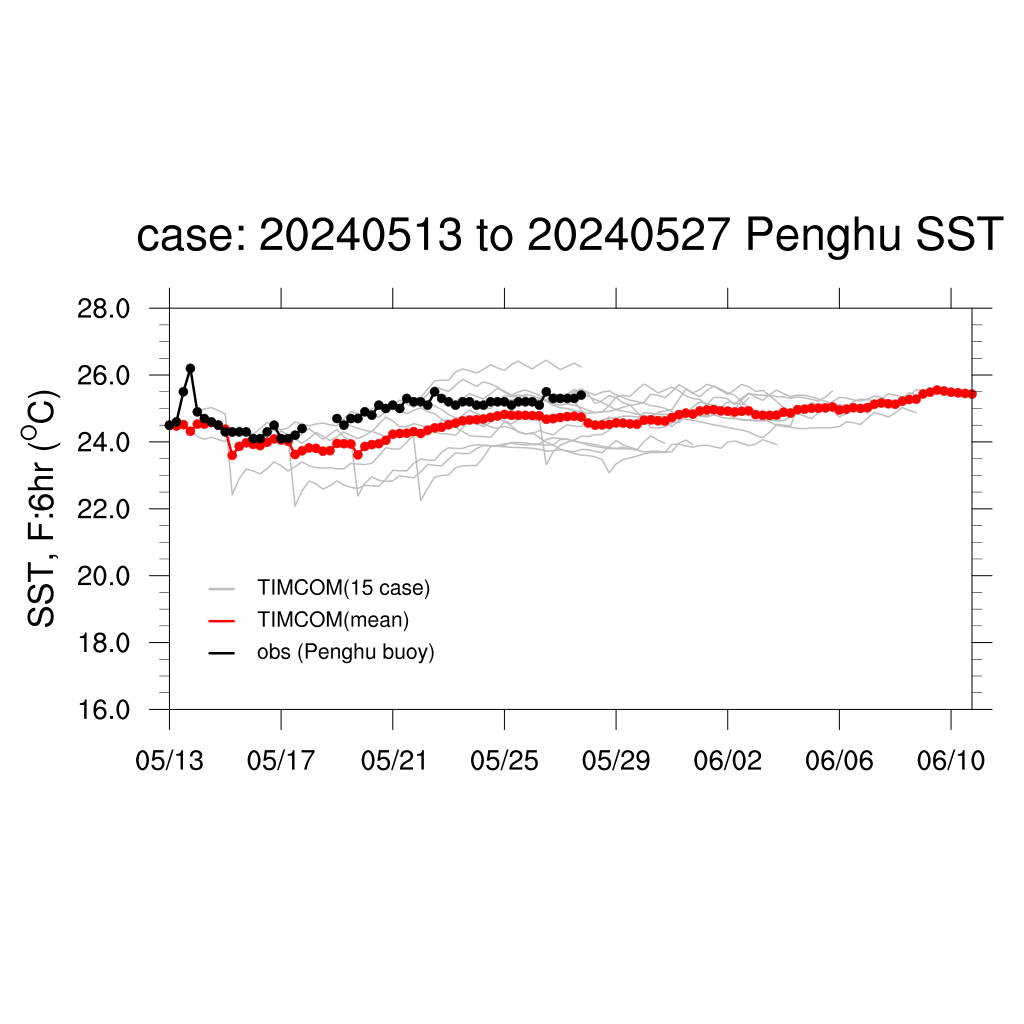 case: 20240513 to 20240527 Penghu SST
SST, F:6hr (°C)
28.0
26.0
24.0
22.0
20.0
18.0
16.0
TIMCOM(15 case)
TIMCOM(mean)
obs (Penghu buoy)
05/13 05/17 05/21 05/25 05/29 06/02 06/06 06/10